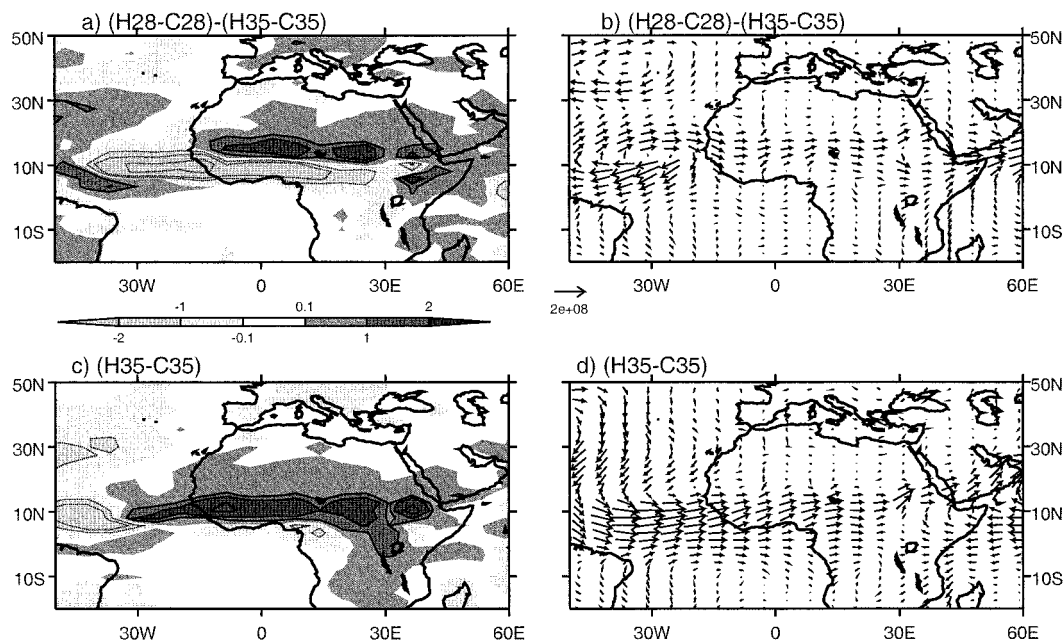 a) (H28-C28)-(H35-C35)
b) (H28-C28)-(H35-C35)
50N
50N
30N
30N
10N
10N
10S
10S
30W
0
30E
60E
30W
0
30E
60E
-1
0.1
2
-2
-0.1
1
2e+08
c) (H35-C35)
d) (H35-C35)
50N
50N
30N
30N
10N
10N
10S
10S
30W
0
30E
60E
30W
0
30E
60E